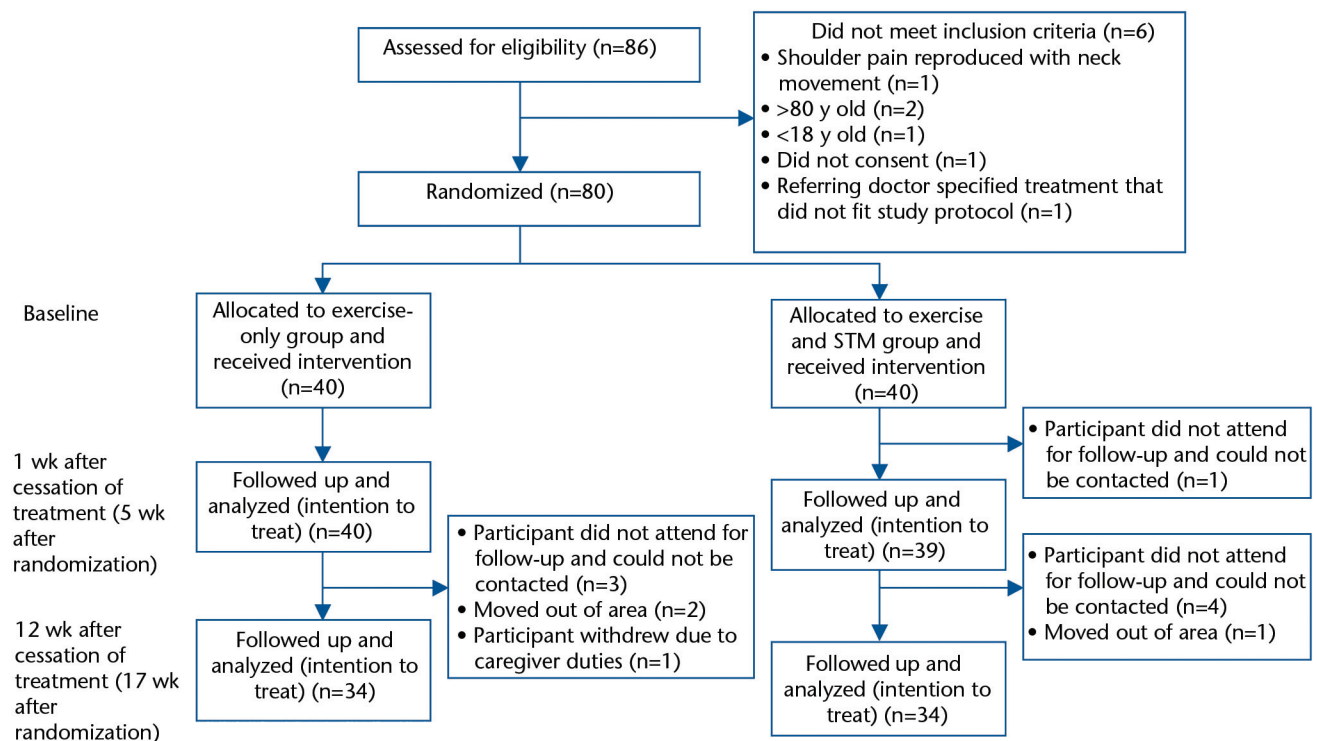 Assessed for eligibility (n=86)
Did not meet inclusion criteria (n=6)
• Shoulder pain reproduced with neck
movement (n=1)
• >80 y old (n=2)
• <18 y old (n=1)
• Did not consent (n=1)
• Referring doctor specified treatment that
did not fit study protocol (n=1)
Randomized (n=80)
Baseline
Allocated to exercise-
only group and
received intervention
(n=40)
Allocated to exercise
and STM group and
received intervention
(n=40)
• Participant did not attend
for follow-up and could not
be contacted (n=1)
1 wk after
cessation of
treatment (5 wk
after
randomization)
Followed up and
analyzed (intention to
treat) (n=40)
Followed up and
analyzed (intention to
treat) (n=39)
• Participant did not attend for
follow-up and could not be
contacted (n=3)
• Moved out of area (n=2)
• Participant withdrew due to
caregiver duties (n=1)
• Participant did not attend
for follow-up and could not
be contacted (n=4)
• Moved out of area (n=1)
12 wk after
cessation of
treatment (17 wk
after
randomization)
Followed up and
analyzed (intention to
treat) (n=34)
Followed up and
analyzed (intention to
treat) (n=34)